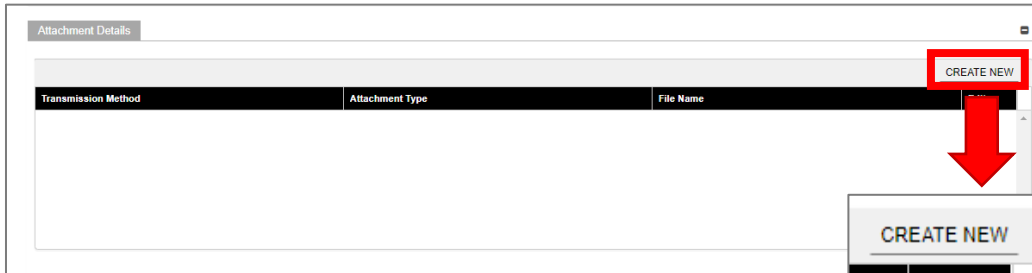 Attachment Details
CREATE NEW
Transmission Method Attachment Type File Name
CREATE NEW